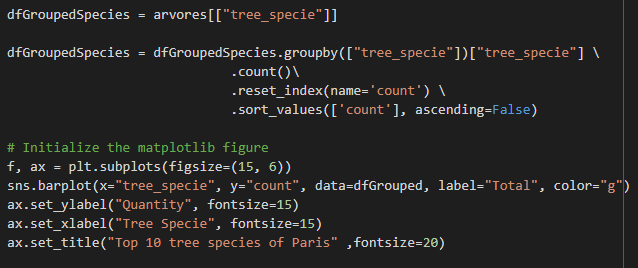 dfGroupedSpecies = arvores[["tree_specie"]]
dfGroupedSpecies = dfGroupedSpecies.groupby(["tree_specie"])["tree_specie"] \
.count()\
.reset_index(name='count') \
.sort_values(['count'], ascending=False)
# Initialize the matplotlib figure
f, ax = plt.subplots(figsize=(15, 6))
sns.barplot(x="tree_specie", y="count", data=dfGrouped, label="Total", color="g")
ax.set_ylabel("Quantity", fontsize=15)
ax.set_xlabel("Tree Specie", fontsize=15)
ax.set_title("Top 10 tree species of Paris" ,fontsize=20)